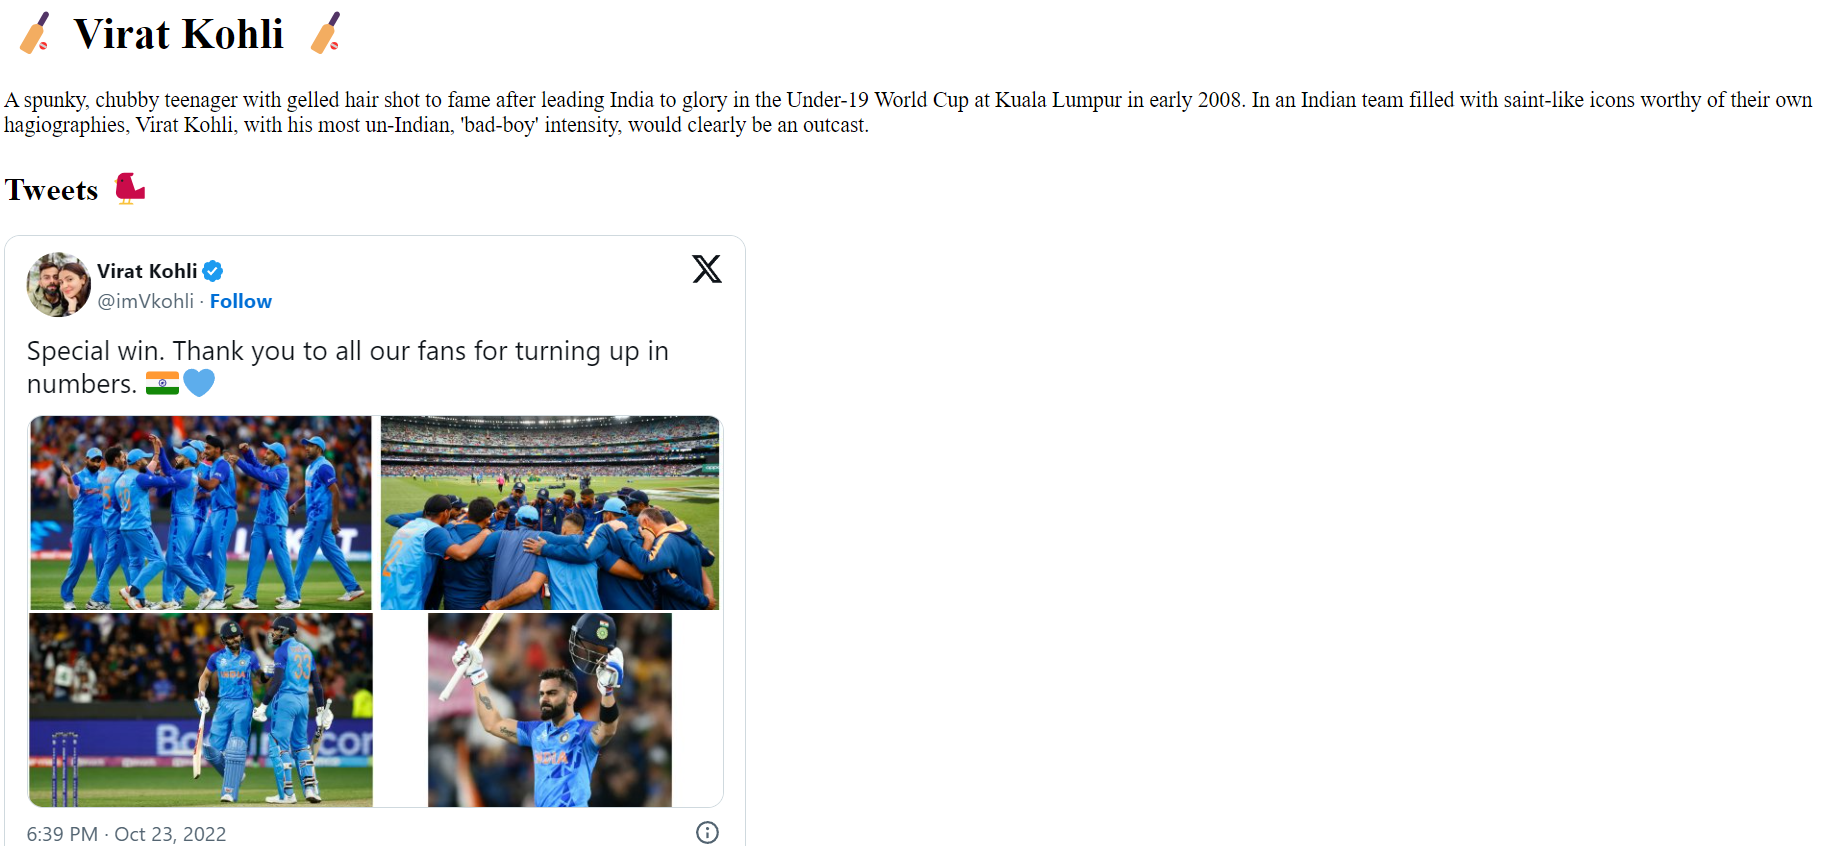 Virat Kohli
A spunky, chubby teenager with gelled hair shot to fame after leading India to glory in the Under-19 World Cup at Kuala Lumpur in early 2008. In an Indian team filled with saint-like icons worthy of their own
hagiographies, Virat Kohli, with his most un-Indian, 'bad-boy' intensity, would clearly be an outcast.
Tweets
Virat Kohli
@imVkohli · Follow
Special win. Thank you to all our fans for turning up in
numbers. 🇮🇳💙
INDIA
33
INDIA
6:39 PM · Oct 23, 2022